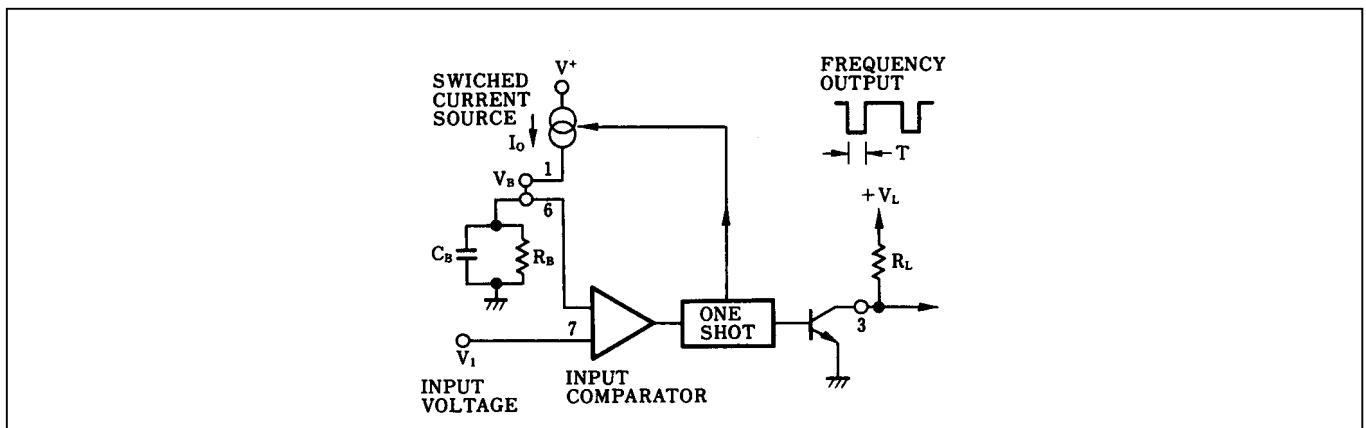 SWICHED
CURRENT
SOURCE
V+
Io
1
VB
6
CB
RB
7
V1
INPUT
VOLTAGE
INPUT
COMPARATOR
ONE
SHOT
FREQUENCY
OUTPUT
T
+VL
RL
3